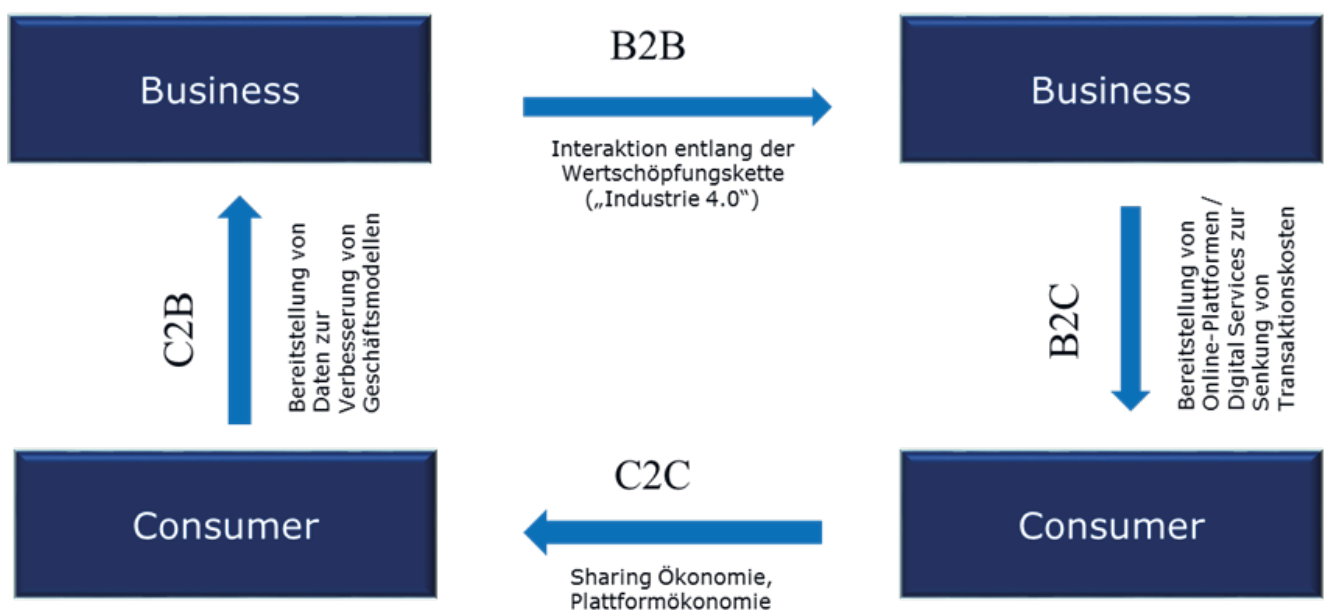 Business
B2B
Business
Interaktion entlang der
Wertschöpfungskette
(„Industrie 4.0“)
C2B
Bereitstellung von
Daten zur
Verbesserung von
Geschäftsmodellen
B2C
Bereitstellung von
Online-Plattformen /
Digital Services zur
Senkung von
Transaktionskosten
Consumer
C2C
Consumer
Sharing Ökonomie,
Plattformökonomie